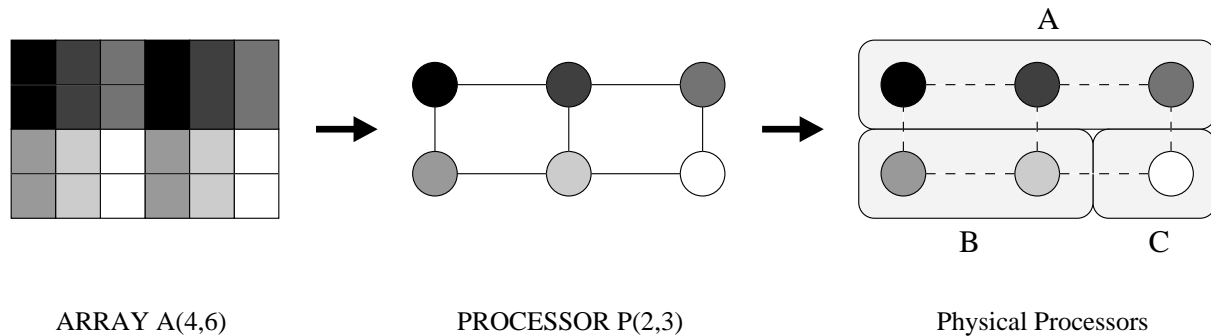 A
B
C
ARRAY A(4,6)
PROCESSOR P(2,3)
Physical Processors